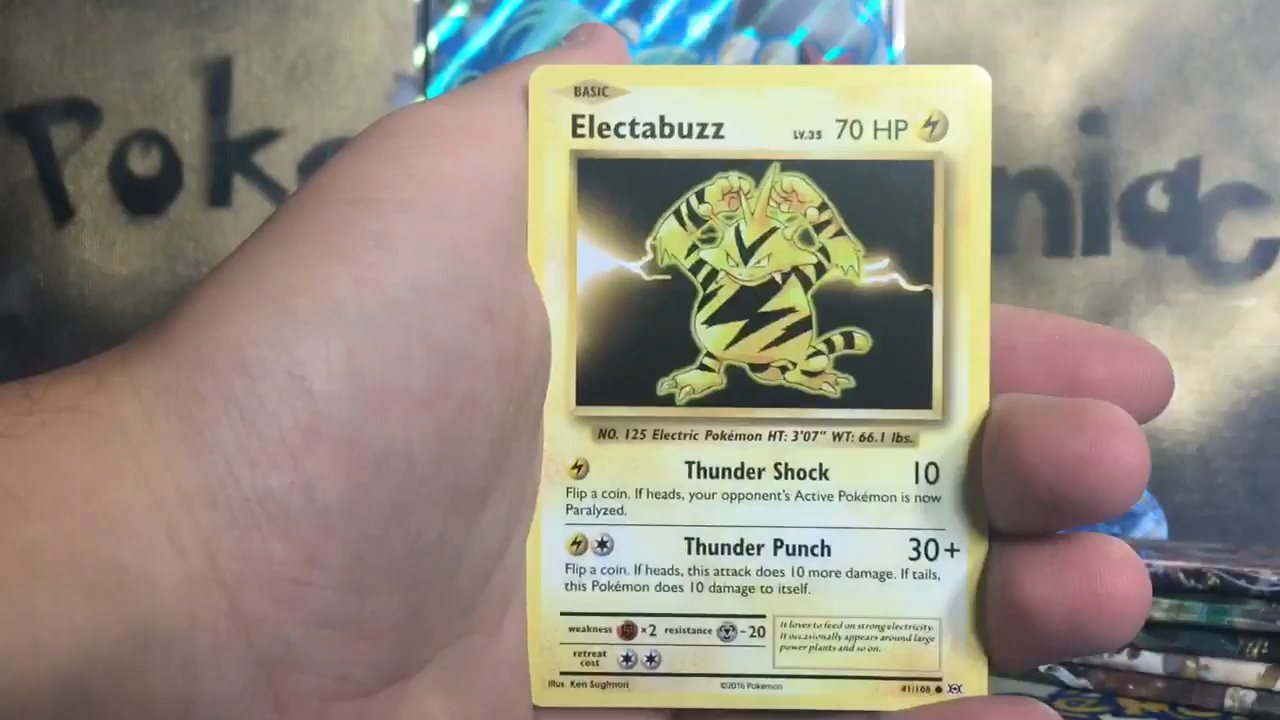 Poke niac
BASIC
Electabuzz LV.35 70 HP
NO. 125 Electric Pokémon HT: 3'07" WT: 66.1 lbs.
Thunder Shock 10
Flip a coin. If heads, your opponent's Active Pokémon is now
Paralyzed.
Thunder Punch 30+
Flip a coin. If heads, this attack does 10 more damage. If tails,
this Pokémon does 10 damage to itself.
weakness ×2 resistance -20
retreat
cost
It loves to feed on strong electricity.
It occasionally appears around large
power plants and so on.
Illus. Ken Sugimori ©2016 Pokémon 41/108